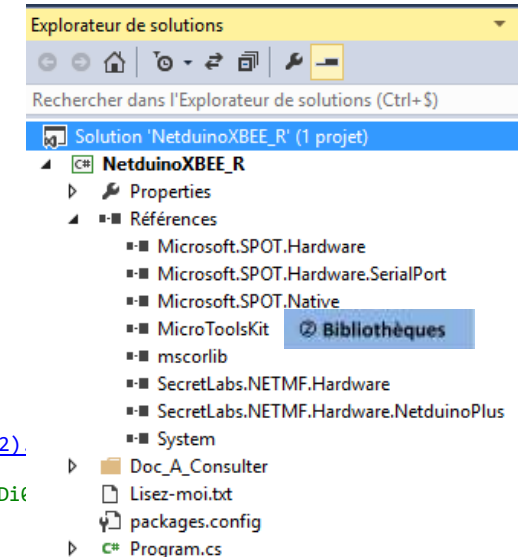 Explorateur de solutions
Rechercher dans l'Explorateur de solutions (Ctrl+$)
Solution 'NetduinoXBEE_R' (1 projet)
C# NetduinoXBEE_R
Properties
Références
Microsoft.SPOT.Hardware
Microsoft.SPOT.Hardware.SerialPort
Microsoft.SPOT.Native
MicroToolsKit ② Bibliothèques
mscorlib
SecretLabs.NETMF.Hardware
SecretLabs.NETMF.Hardware.NetduinoPlus
System
2).
Doc_A_Consulter
Lisez-moi.txt
packages.config
C# Program.cs